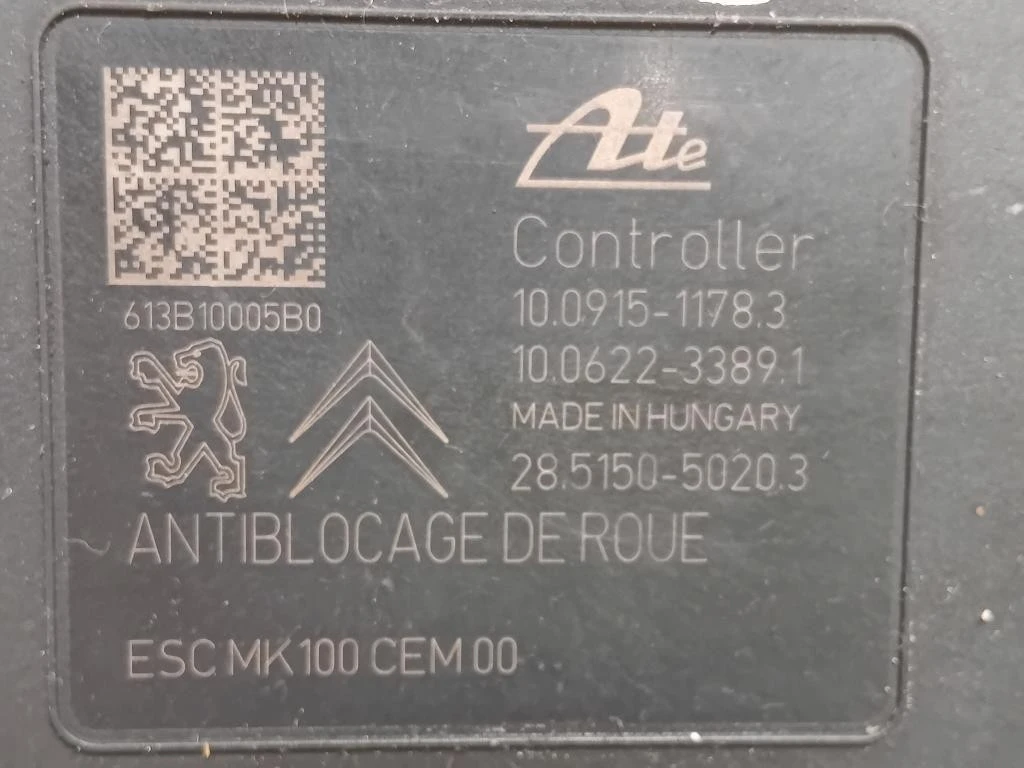 Ate
613B10005B0
Controller
10.0915-1178.3
10.0622-3389.1
MADE IN HUNGARY
28.5150-5020.3
ANTIBLOCAGE DE ROUE
ESC MK100 CEM 00